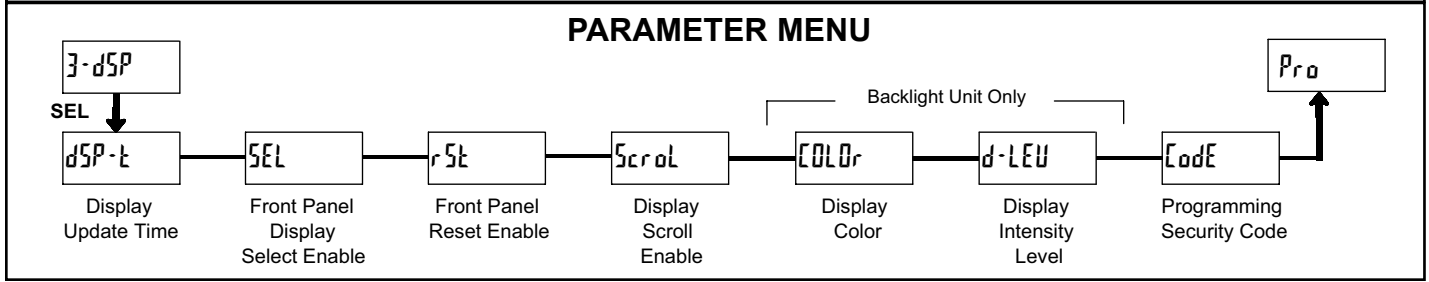 PARAMETER MENU
3-dSP
Pro
SEL
Backlight Unit Only
dSP-t
SEL
rSt
ScroL
COLOr
d-LEV
CodE
Display
Update Time
Front Panel
Display
Select Enable
Front Panel
Reset Enable
Display
Scroll
Enable
Display
Color
Display
Intensity
Level
Programming
Security Code